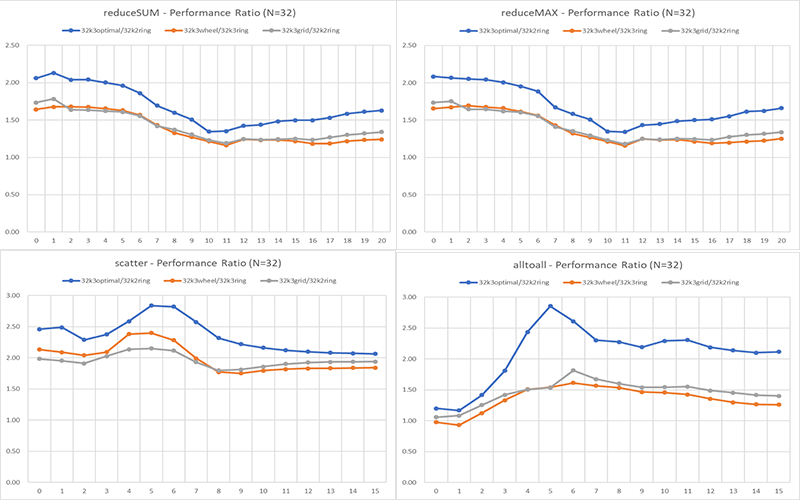 reduceSUM - Performance Ratio (N=32)
32k3optimal/32k2ring 32k3wheel/32k3ring 32k3grid/32k2ring
2.50
2.00
1.50
1.00
0.50
0.00
0 1 2 3 4 5 6 7 8 9 10 11 12 13 14 15 16 17 18 19 20
reduceMAX - Performance Ratio (N=32)
32k3optimal/32k2ring 32k3wheel/32k3ring 32k3grid/32k2ring
2.50
2.00
1.50
1.00
0.50
0.00
0 1 2 3 4 5 6 7 8 9 10 11 12 13 14 15 16 17 18 19 20
scatter - Performance Ratio (N=32)
32k3optimal/32k2ring 32k3wheel/32k3ring 32k3grid/32k2ring
3.00
2.50
2.00
1.50
1.00
0.50
0.00
0 1 2 3 4 5 6 7 8 9 10 11 12 13 14 15
alltoall - Performance Ratio (N=32)
32k3optimal/32k2ring 32k3wheel/32k3ring 32k3grid/32k2ring
3.00
2.50
2.00
1.50
1.00
0.50
0.00
0 1 2 3 4 5 6 7 8 9 10 11 12 13 14 15